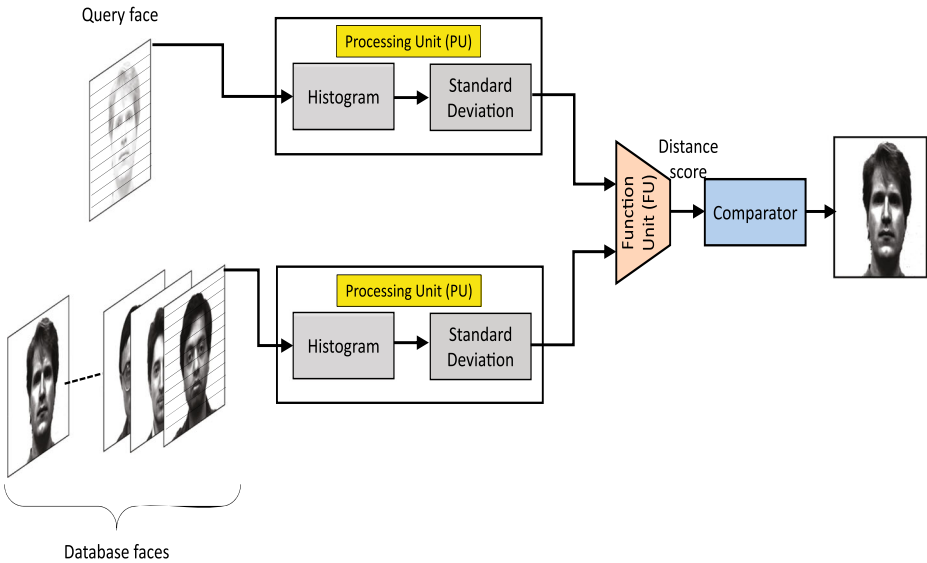 Query face
Processing Unit (PU)
Histogram
Standard
Deviation
Distance
score
Function
Unit (FU)
Comparator
Processing Unit (PU)
Histogram
Standard
Deviation
Database faces